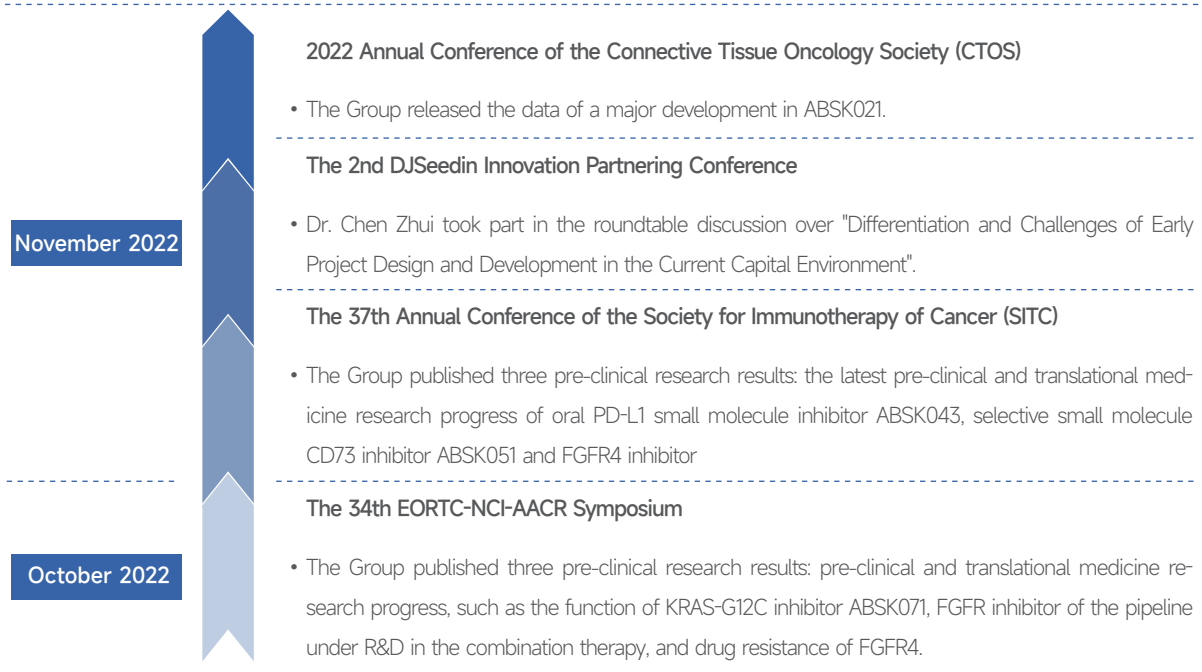 2022 Annual Conference of the Connective Tissue Oncology Society (CTOS)
• The Group released the data of a major development in ABSK021.
The 2nd DJSeedin Innovation Partnering Conference
• Dr. Chen Zhui took part in the roundtable discussion over "Differentiation and Challenges of Early
Project Design and Development in the Current Capital Environment".
November 2022
The 37th Annual Conference of the Society for Immunotherapy of Cancer (SITC)
• The Group published three pre-clinical research results: the latest pre-clinical and translational med-
icine research progress of oral PD-L1 small molecule inhibitor ABSK043, selective small molecule
CD73 inhibitor ABSK051 and FGFR4 inhibitor
The 34th EORTC-NCI-AACR Symposium
October 2022
• The Group published three pre-clinical research results: pre-clinical and translational medicine re-
search progress, such as the function of KRAS-G12C inhibitor ABSK071, FGFR inhibitor of the pipeline
under R&D in the combination therapy, and drug resistance of FGFR4.